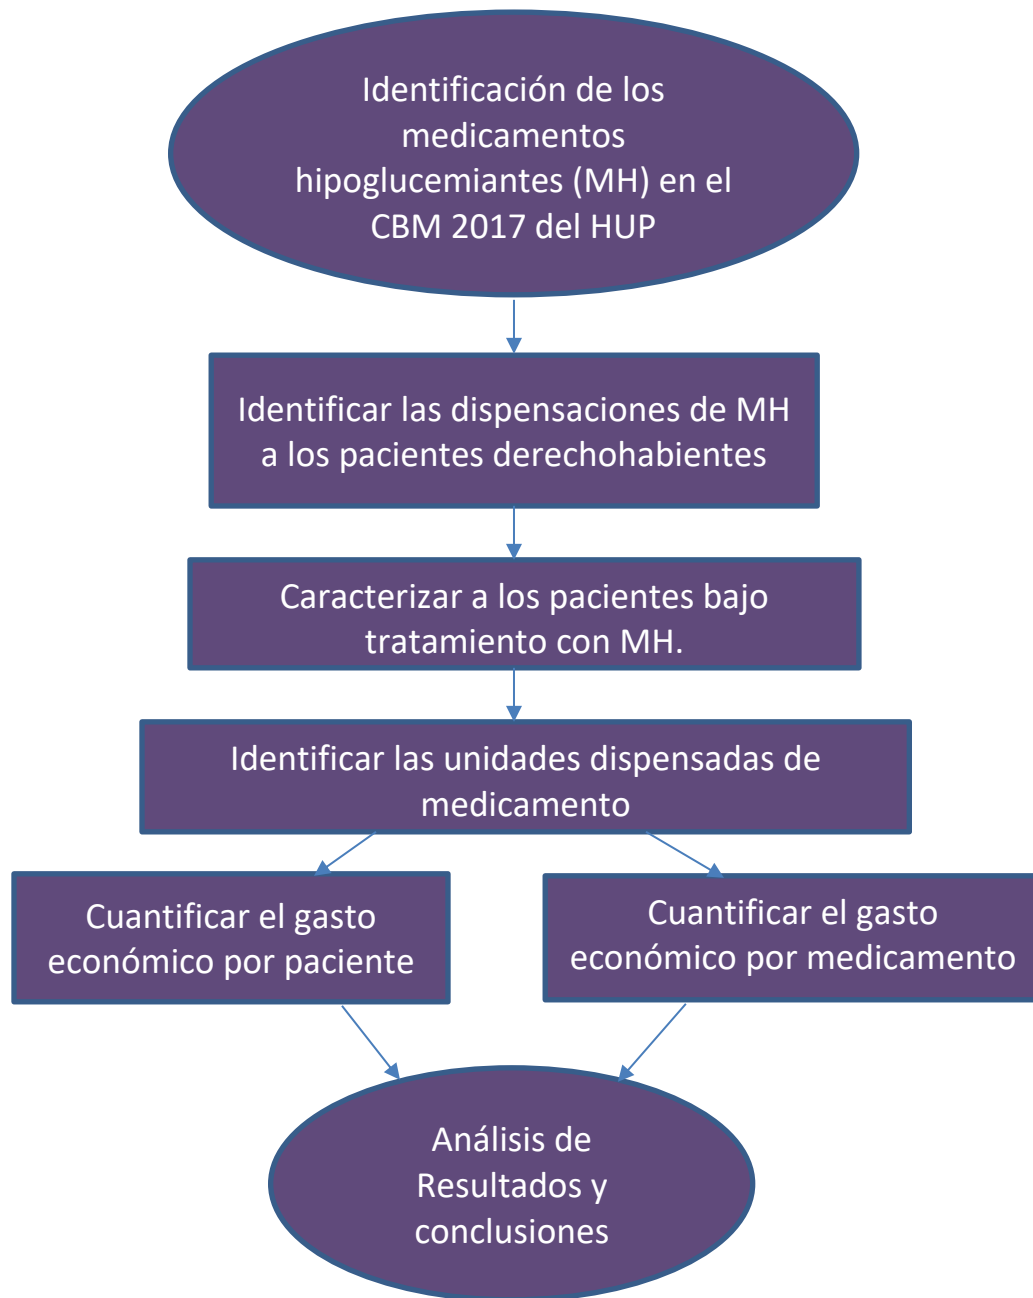 Identificación de los
medicamentos
hipoglucemiantes (MH) en el
CBM 2017 del HUP
Identificar las dispensaciones de MH
a los pacientes derechohabientes
Caracterizar a los pacientes bajo
tratamiento con MH.
Identificar las unidades dispensadas de
medicamento
Cuantificar el gasto
económico por paciente
Cuantificar el gasto
económico por medicamento
Análisis de
Resultados y
conclusiones